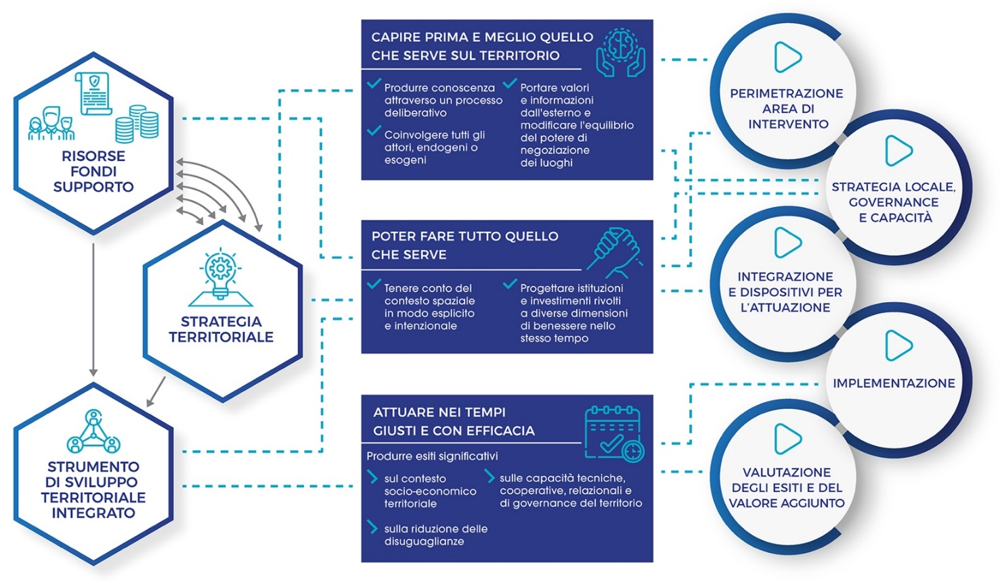 RISORSE
FONDI
SUPPORTO
STRATEGIA
TERRITORIALE
STRUMENTO
DI SVILUPPO
TERRITORIALE
INTEGRATO
CAPIRE PRIMA E MEGLIO QUELLO
CHE SERVE SUL TERRITORIO
Produrre conoscenza
attraverso un processo
deliberativo
Coinvolgere tutti gli
attori, endogeni o
esogeni
Portare valori
e informazioni
dall'esterno e
modificare l'equilibrio
del potere di
negoziazione
dei luoghi
POTER FARE TUTTO QUELLO
CHE SERVE
Tenere conto del
contesto spaziale
in modo esplicito
e intenzionale
Progettare istituzioni
e investimenti rivolti
a diverse dimensioni
di benessere nello
stesso tempo
ATTUARE NEI TEMPI
GIUSTI E CON EFFICACIA
Produrre esiti significativi
sul contesto
socio-economico
territoriale
sulla riduzione delle
disuguaglianze
sulle capacità tecniche,
cooperative, relazionali e
di governance del territorio
PERIMETRAZIONE
AREA DI
INTERVENTO
STRATEGIA LOCALE,
GOVERNANCE
E CAPACITÀ
INTEGRAZIONE
E DISPOSITIVI PER
L'ATTUAZIONE
IMPLEMENTAZIONE
VALUTAZIONE
DEGLI ESITI E DEL
VALORE AGGIUNTO